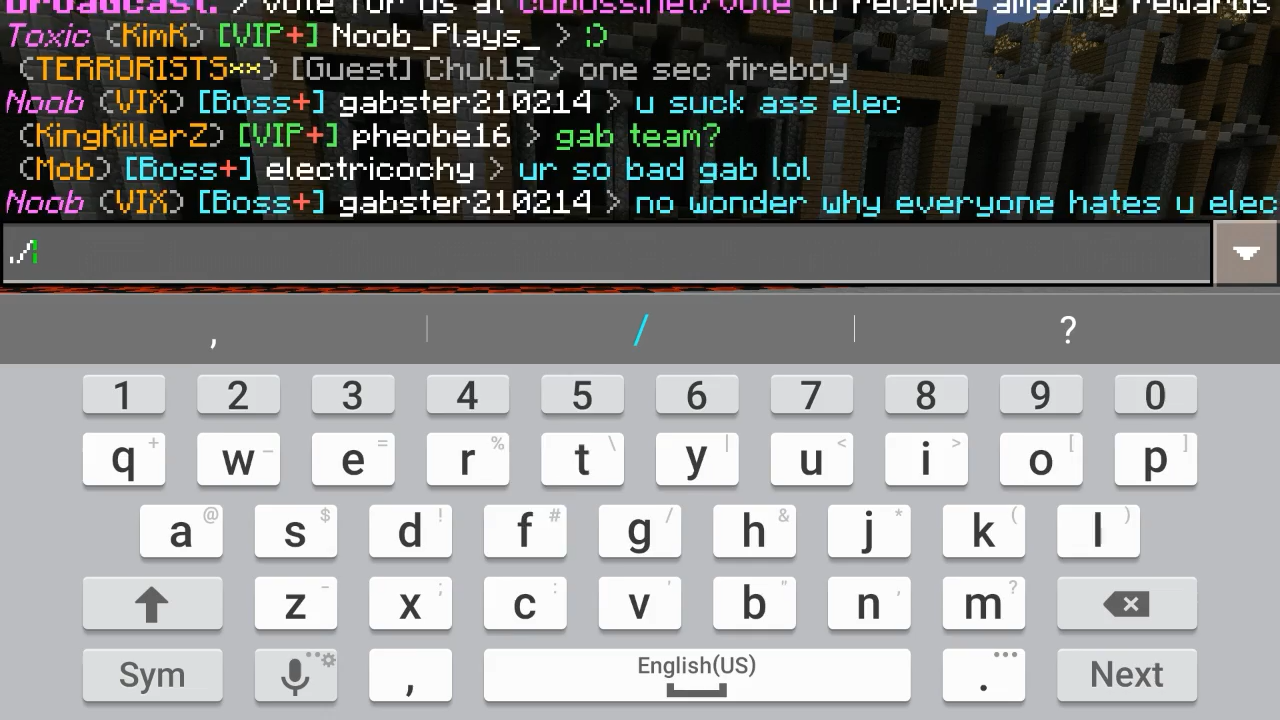 Broadcast: / vote for us at cuboss.net/vote to receive amazing rewards
Toxic (KimK) [VIP+] Noob_Plays_ > :)
(TERRORISTS××) [Guest] Chul15 > one sec fireboy
Noob (VIX) [Boss+] gabster210214 > u suck ass elec
(KingKillerZ) [VIP+] pheobe16 > gab team?
(Mob) [Boss+] electricochy > ur so bad gab lol
Noob (VIX) [Boss+] gabster210214 > no wonder why everyone hates u elec
./
, / ?
1 2 3 4 5 6 7 8 9 0
q + w _ e = r % t \ y | u < i > o [ p ]
a @ s $ d ! f # g / h & j * k ( l )
z - x ; c : v ' b " n , m ?
Sym , English(US) . Next